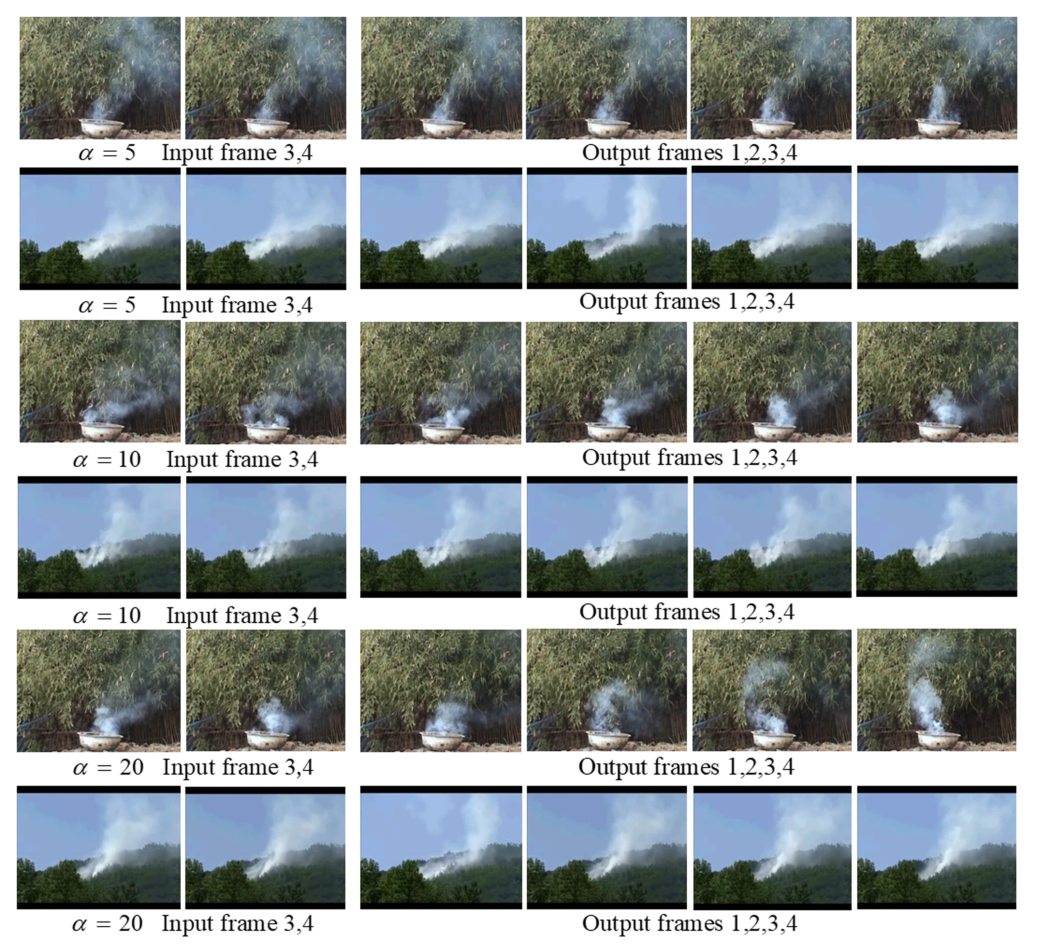 α = 5 Input frame 3,4 Output frames 1,2,3,4
α = 5 Input frame 3,4 Output frames 1,2,3,4
α = 10 Input frame 3,4 Output frames 1,2,3,4
α = 10 Input frame 3,4 Output frames 1,2,3,4
α = 20 Input frame 3,4 Output frames 1,2,3,4
α = 20 Input frame 3,4 Output frames 1,2,3,4